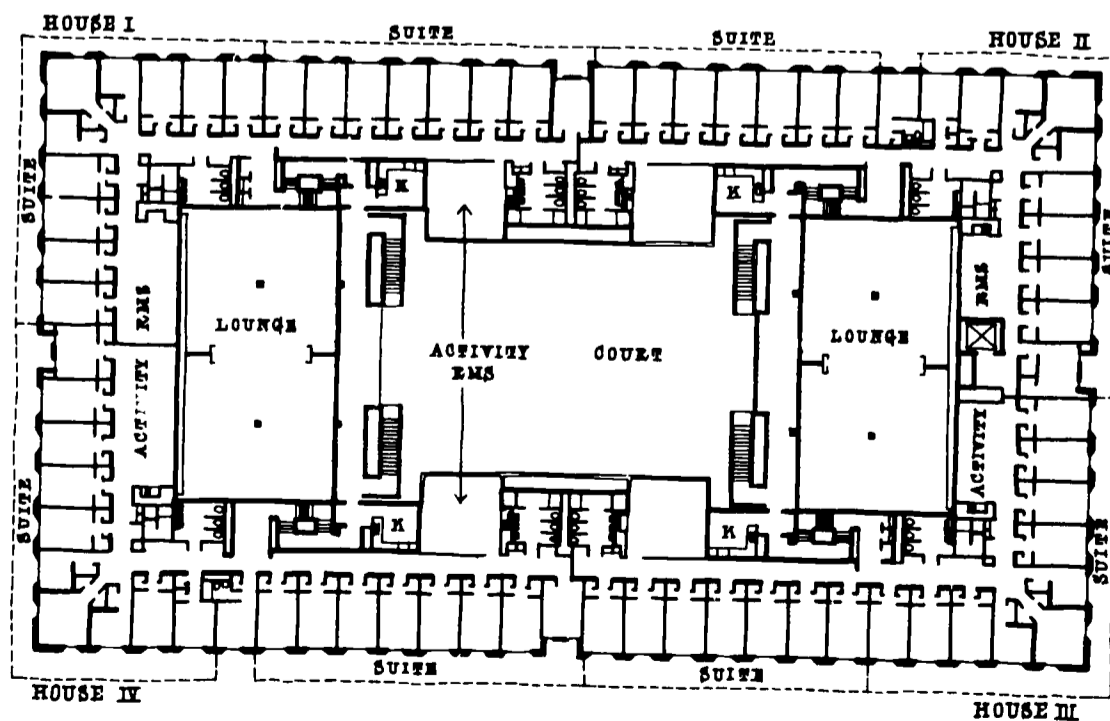 HOUSE I
SUITE
SUITE
HOUSE II
SUITE
SUITE
K
K
RMS
LOUNGE
ACTIVITY
RMS
COURT
LOUNGE
RMS
ACTIVITY
ACTIVITY
SUITE
SUITE
K
K
HOUSE IV
SUITE
SUITE
HOUSE III